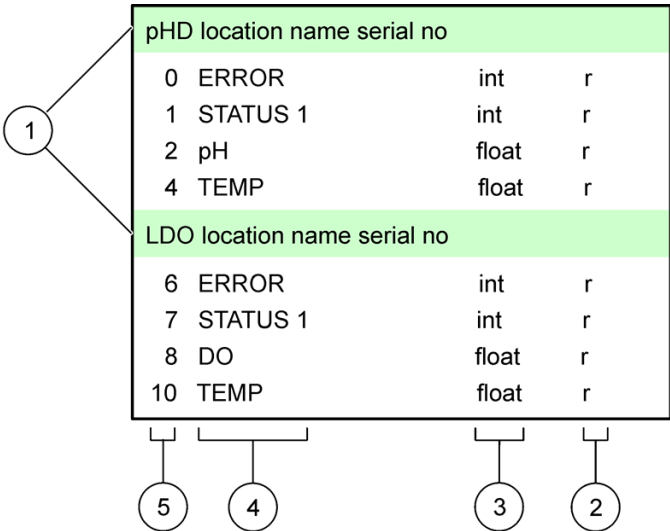 pHD location name serial no
0 ERROR int r
1 STATUS 1 int r
2 pH float r
4 TEMP float r
1
LDO location name serial no
6 ERROR int r
7 STATUS 1 int r
8 DO float r
10 TEMP float r
5 4 3 2